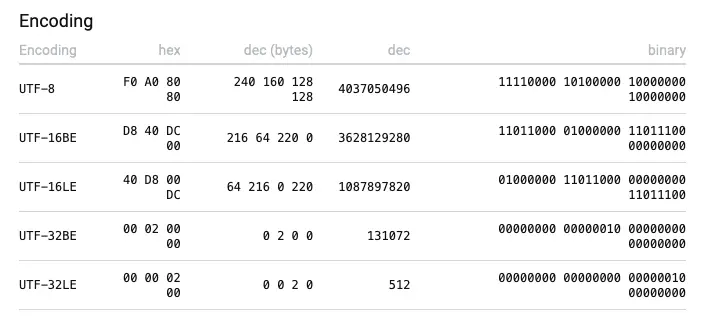 Encoding
Encoding hex dec (bytes) dec binary
UTF-8 F0 A0 80 80 240 160 128 128 4037050496 11110000 10100000 10000000 10000000
UTF-16BE D8 40 DC 00 216 64 220 0 3628129280 11011000 01000000 11011100 00000000
UTF-16LE 40 D8 00 DC 64 216 0 220 1087897820 01000000 11011000 00000000 11011100
UTF-32BE 00 02 00 00 0 2 0 0 131072 00000000 00000010 00000000 00000000
UTF-32LE 00 00 02 00 0 0 2 0 512 00000000 00000000 00000010 00000000